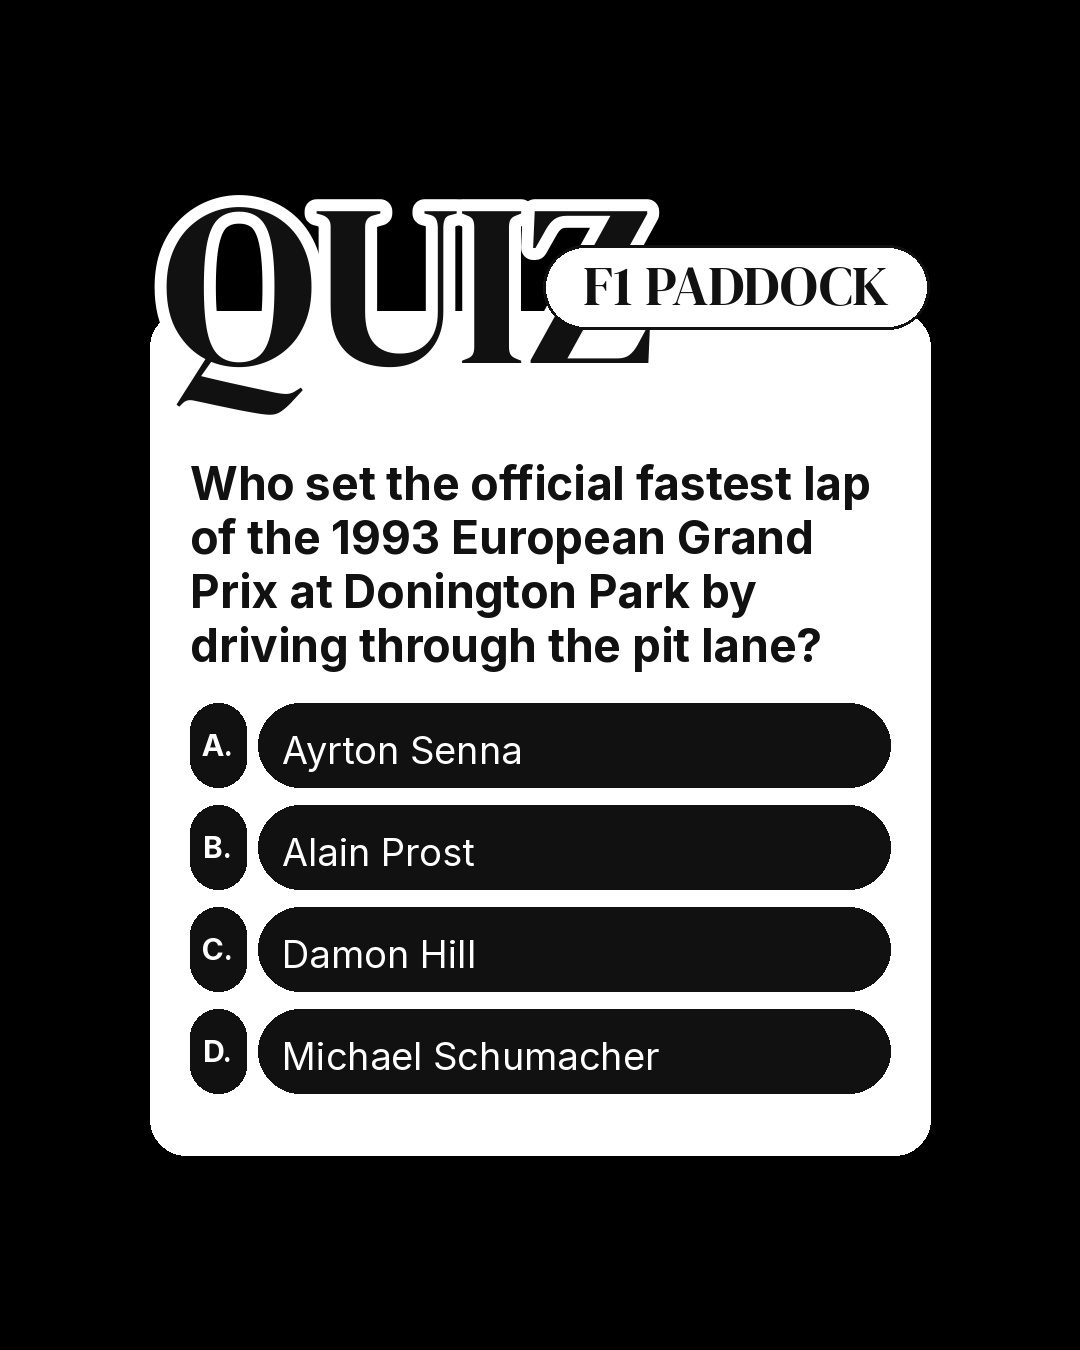 QUIZ
F1 PADDOCK
Who set the official fastest lap
of the 1993 European Grand
Prix at Donington Park by
driving through the pit lane?
A. Ayrton Senna
B. Alain Prost
C. Damon Hill
D. Michael Schumacher